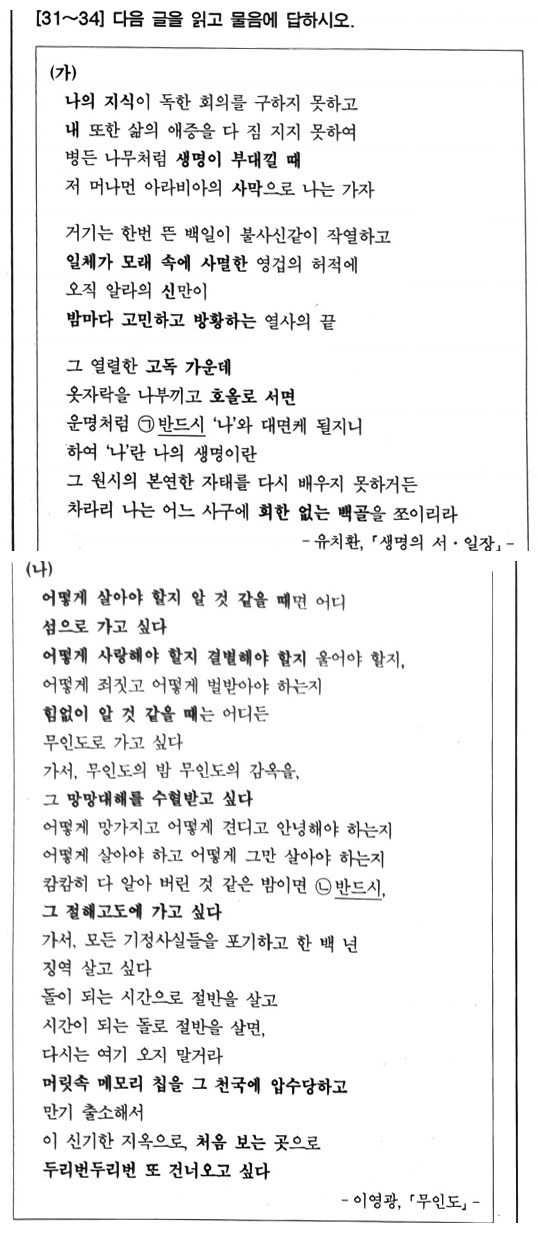 [31~34] 다음 글을 읽고 물음에 답하시오.
(가)
나의 지식이 독한 회의를 구하지 못하고
내 또한 삶의 애증을 다 짐 지지 못하여
병든 나무처럼 생명이 부대낄 때
저 머나먼 아라비아의 사막으로 나는 가자
거기는 한번 뜬 백일이 불사신같이 작열하고
일체가 모래 속에 사멸한 영겁의 허적에
오직 알라의 신만이
밤마다 고민하고 방황하는 열사의 끝
그 열렬한 고독 가운데
옷자락을 나부끼고 호올로 서면
운명처럼 ㉠반드시 ‘나’와 대면케 될지니
하여 ‘나’란 나의 생명이란
그 원시의 본연한 자태를 다시 배우지 못하거든
차라리 나는 어느 사구에 회한 없는 백골을 쪼이리라
- 유치환, 「생명의 서·일장」-
(나)
어떻게 살아야 할지 알 것 같을 때면 어디
섬으로 가고 싶다
어떻게 사랑해야 할지 결별해야 할지 울어야 할지,
어떻게 죄짓고 어떻게 벌받아야 하는지
힘없이 알 것 같을 때는 어디든
무인도로 가고 싶다
가서, 무인도의 밤 무인도의 감옥을,
그 망망대해를 수혈받고 싶다
어떻게 망가지고 어떻게 견디고 안녕해야 하는지
어떻게 살아야 하고 어떻게 그만 살아야 하는지
캄캄히 다 알아 버린 것 같은 밤이면 ㉡반드시,
그 절해고도에 가고 싶다
가서, 모든 기정사실들을 포기하고 한 백 년
징역 살고 싶다
돌이 되는 시간으로 절반을 살고
시간이 되는 돌로 절반을 살면,
다시는 여기 오지 말거라
머릿속 메모리 칩을 그 천국에 압수당하고
만기 출소해서
이 신기한 지옥으로, 처음 보는 곳으로
두리번두리번 또 건너오고 싶다
- 이영광, 「무인도」-